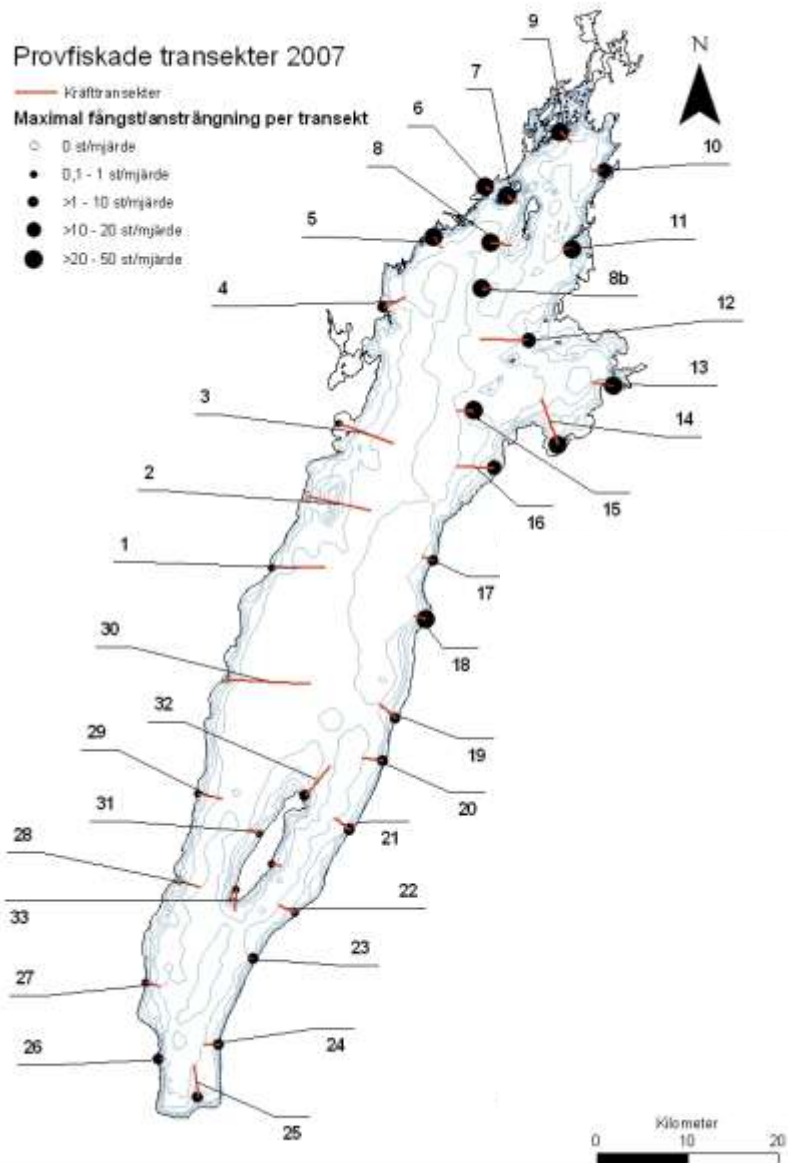 Provfiskade transekter 2007
Kräfttransekter
Maximal fångst/ansträngning per transekt
0 st/mjärde
0,1 - 1 st/mjärde
>1 - 10 st/mjärde
>10 - 20 st/mjärde
>20 - 50 st/mjärde
N
9
7
6
8
10
5
11
8b
4
12
13
3
14
2
15
16
1
17
30
18
32
19
29
20
31
21
28
22
33
23
27
26
24
25
Kilometer
0 10 20